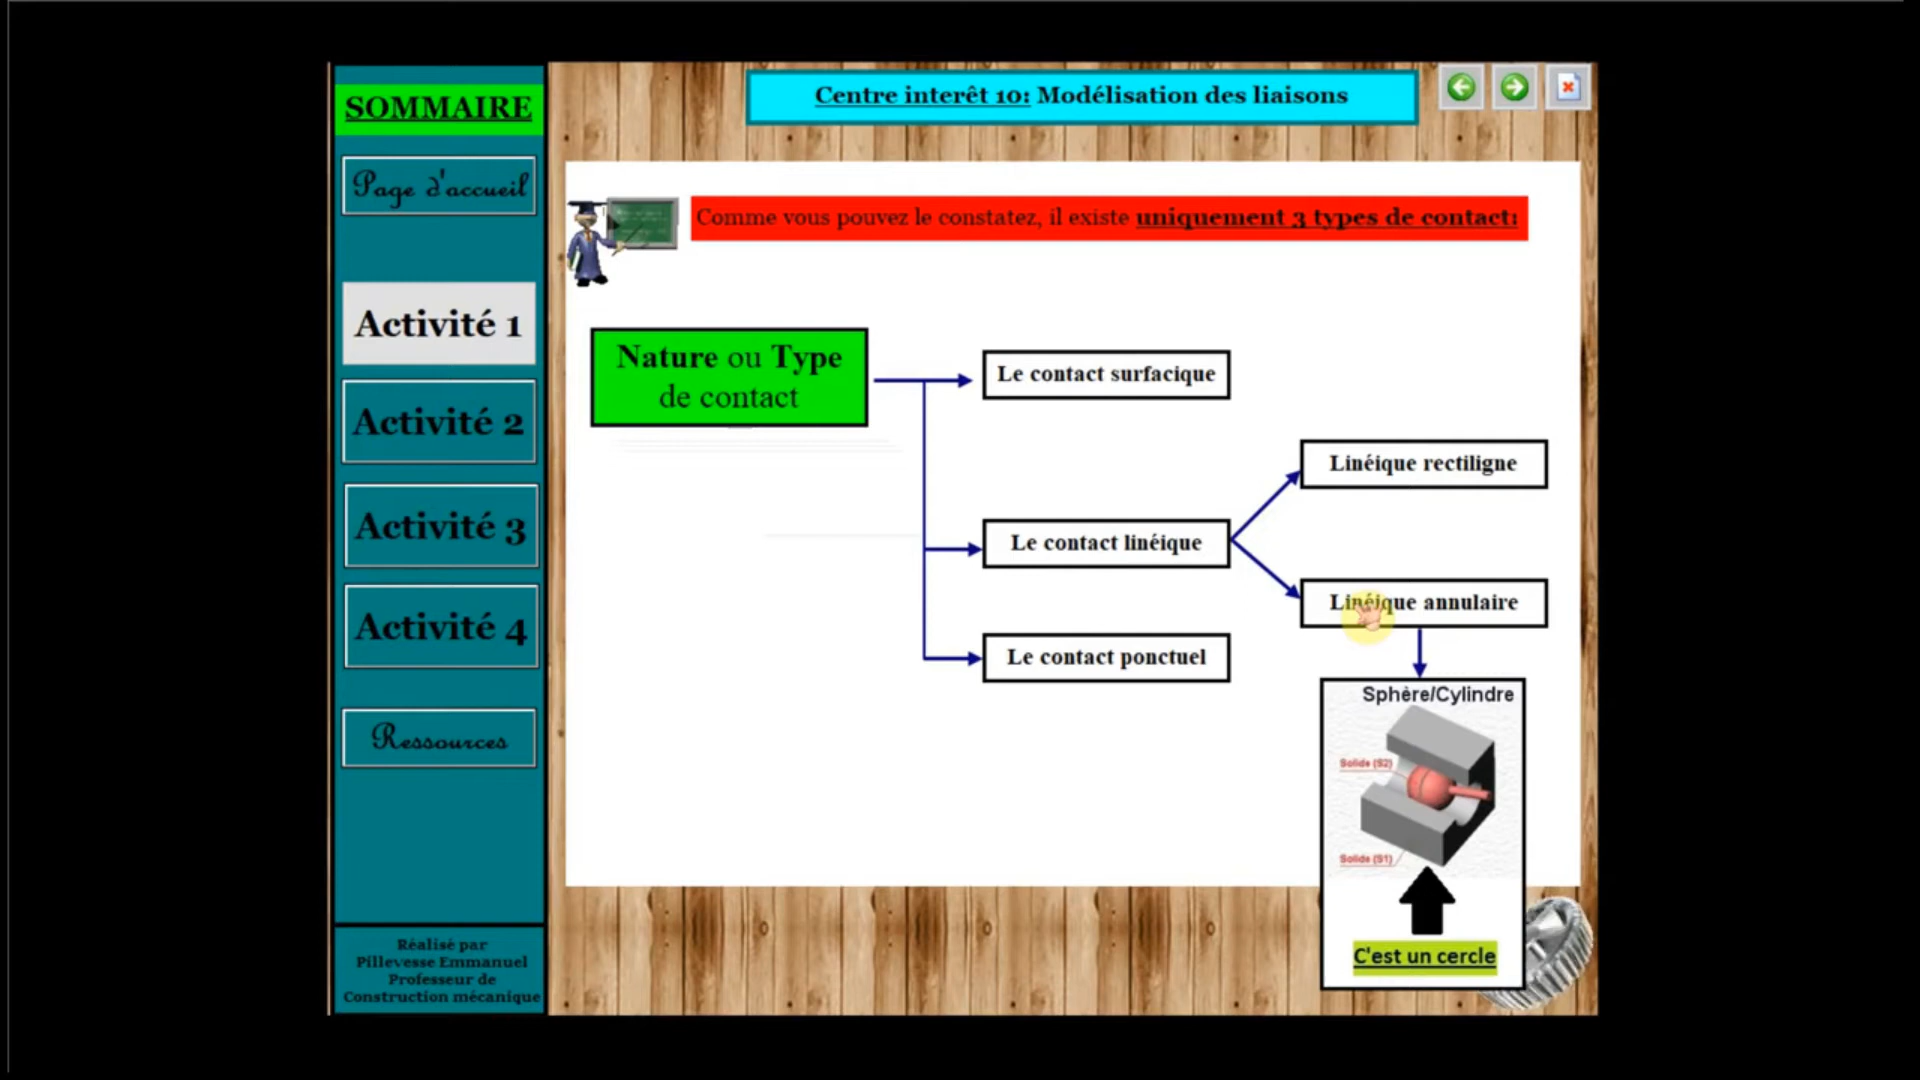 SOMMAIRE
Page d'accueil
Activité 1
Activité 2
Activité 3
Activité 4
Ressources
Réalisé par
Pillevesse Emmanuel
Professeur de
Construction mécanique
Centre interêt 10: Modélisation des liaisons
Comme vous pouvez le constatez, il existe uniquement 3 types de contact:
Nature ou Type
de contact
Le contact surfacique
Linéique rectiligne
Le contact linéique
Linéique annulaire
Le contact ponctuel
Sphère/Cylindre
Solide (S2)
Solide (S1)
C'est un cercle